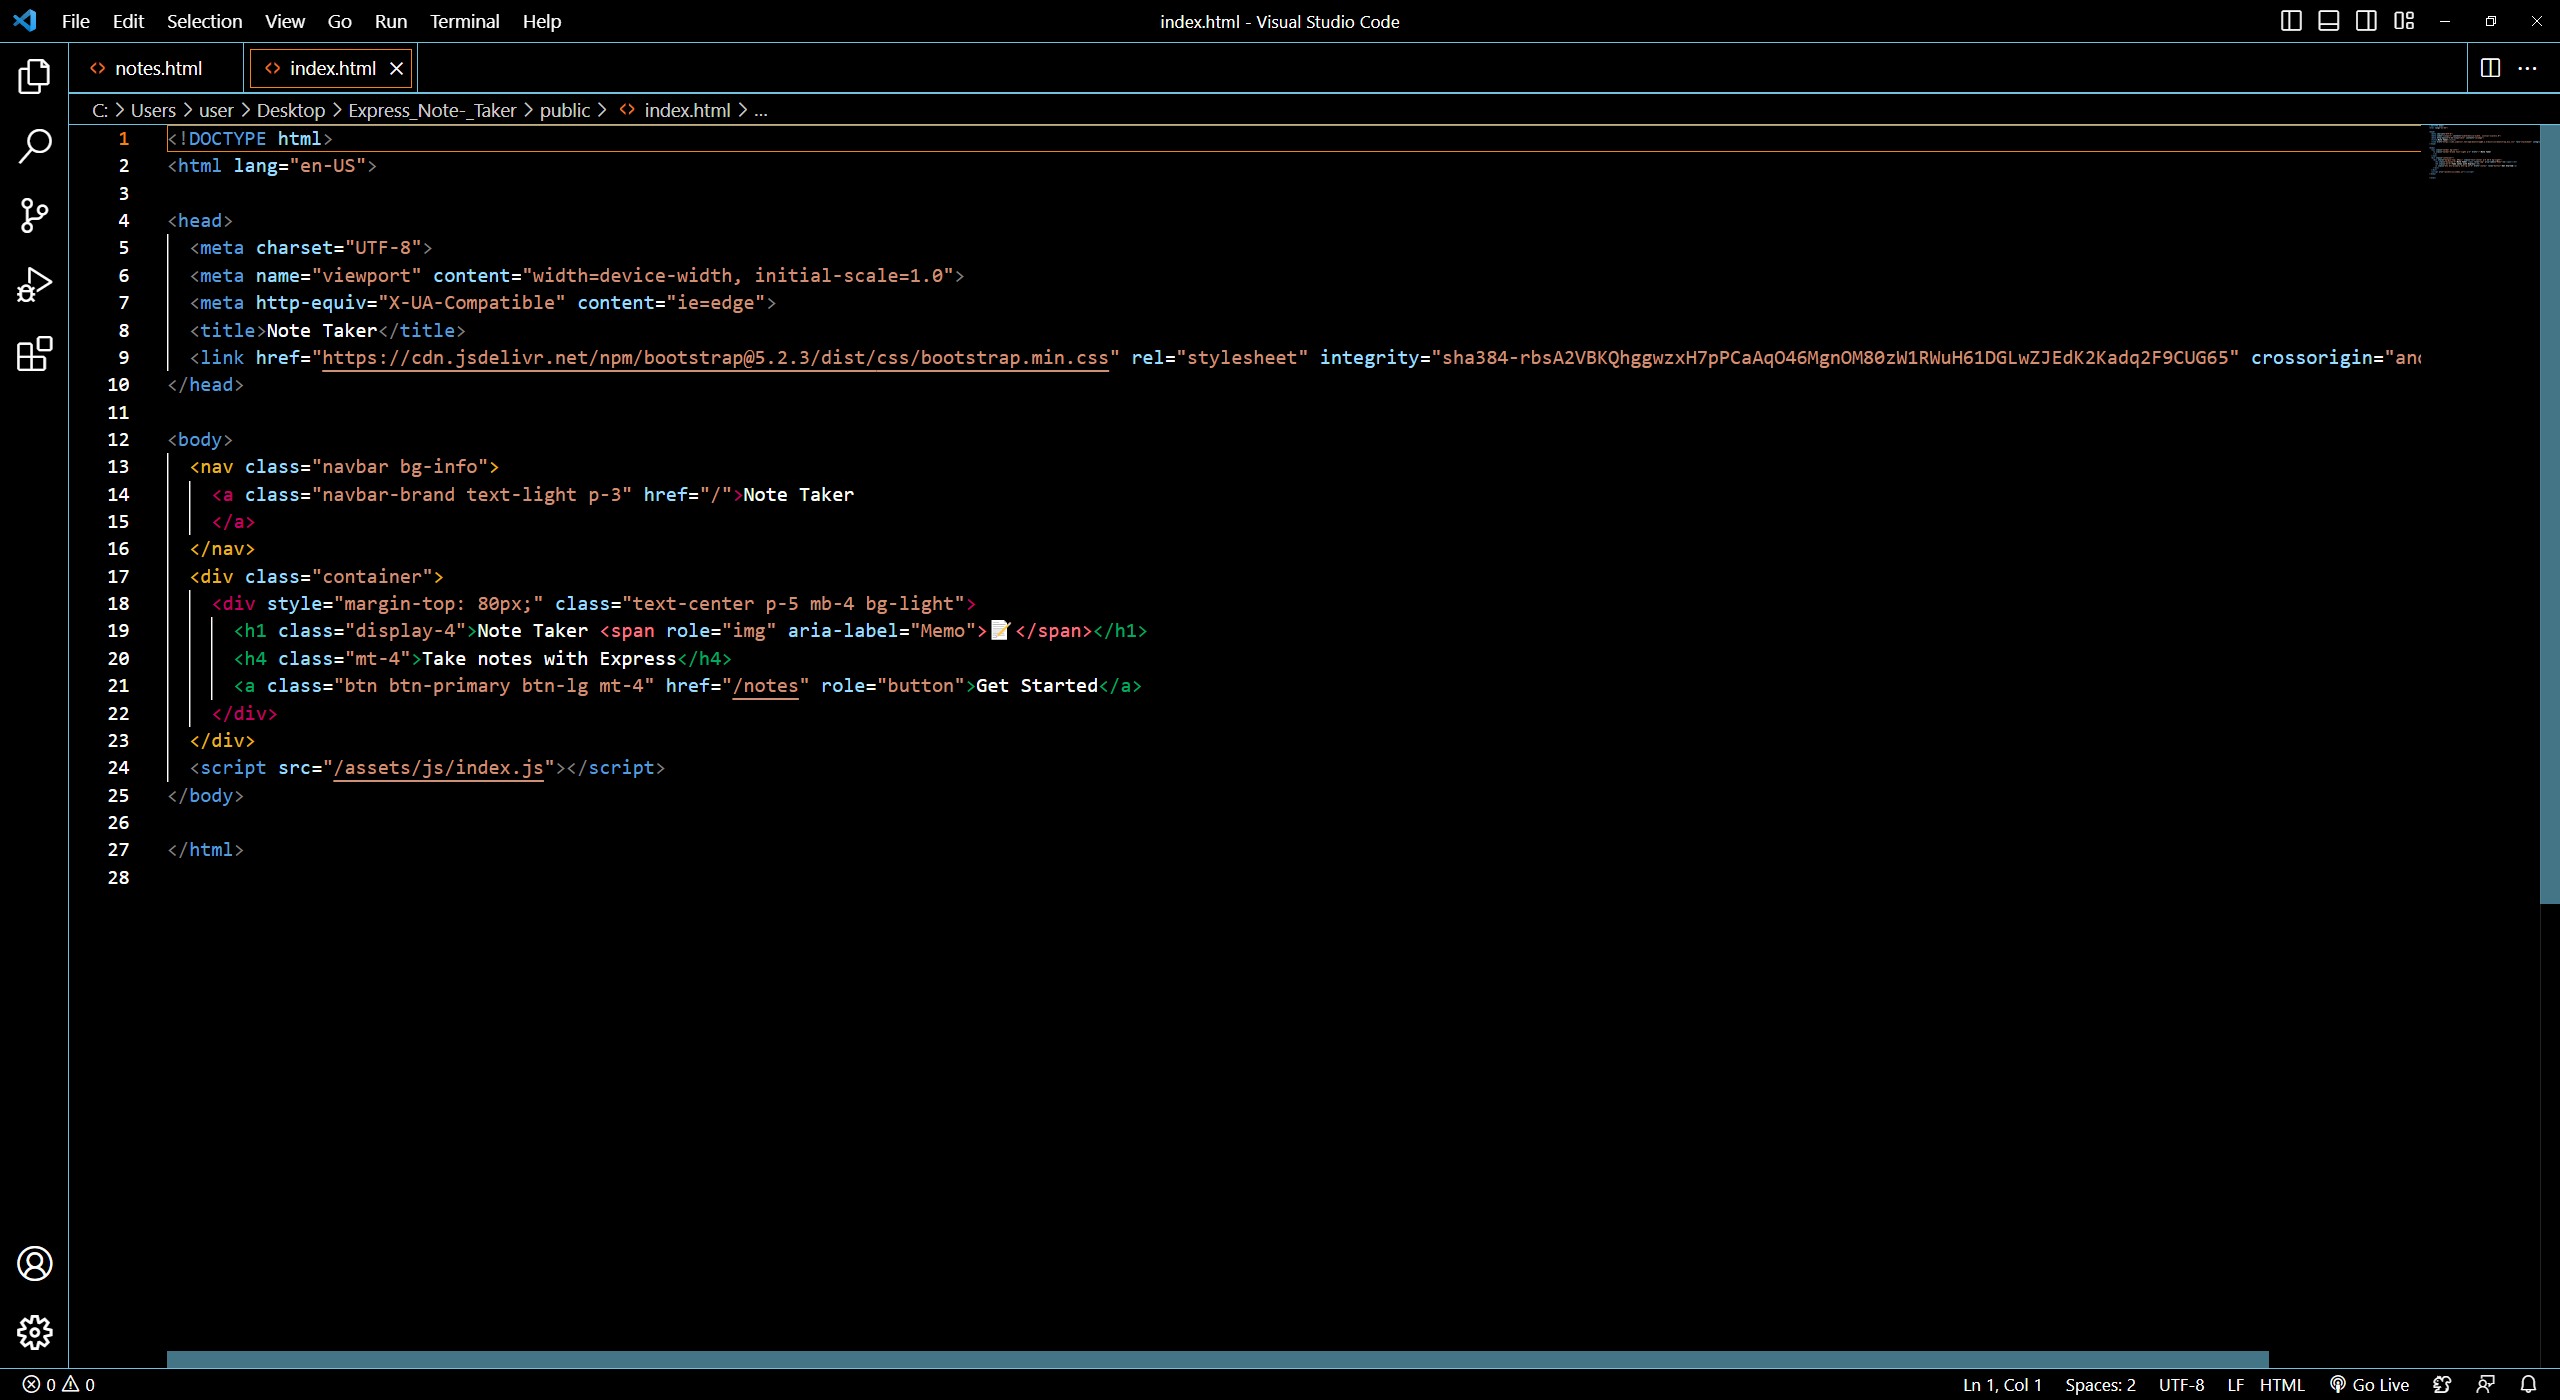 File Edit Selection View Go Run Terminal Help
index.html - Visual Studio Code
notes.html
index.html
C: > Users > user > Desktop > Express_Note-_Taker > public > index.html > ...
1 <!DOCTYPE html>
2 <html lang="en-US">
3
4 <head>
5 <meta charset="UTF-8">
6 <meta name="viewport" content="width=device-width, initial-scale=1.0">
7 <meta http-equiv="X-UA-Compatible" content="ie=edge">
8 <title>Note Taker</title>
9 <link href="https://cdn.jsdelivr.net/npm/bootstrap@5.2.3/dist/css/bootstrap.min.css" rel="stylesheet" integrity="sha384-rbsA2VBKQhggwzxH7pPCaAqO46MgnOM80zW1RWuH61DGLwZJEdK2Kadq2F9CUG65" crossorigin="an
10 </head>
11
12 <body>
13 <nav class="navbar bg-info">
14 <a class="navbar-brand text-light p-3" href="/">Note Taker
15 </a>
16 </nav>
17 <div class="container">
18 <div style="margin-top: 80px;" class="text-center p-5 mb-4 bg-light">
19 <h1 class="display-4">Note Taker <span role="img" aria-label="Memo">📝</span></h1>
20 <h4 class="mt-4">Take notes with Express</h4>
21 <a class="btn btn-primary btn-lg mt-4" href="/notes" role="button">Get Started</a>
22 </div>
23 </div>
24 <script src="/assets/js/index.js"></script>
25 </body>
26
27 </html>
28
0 0
Ln 1, Col 1 Spaces: 2 UTF-8 LF HTML Go Live